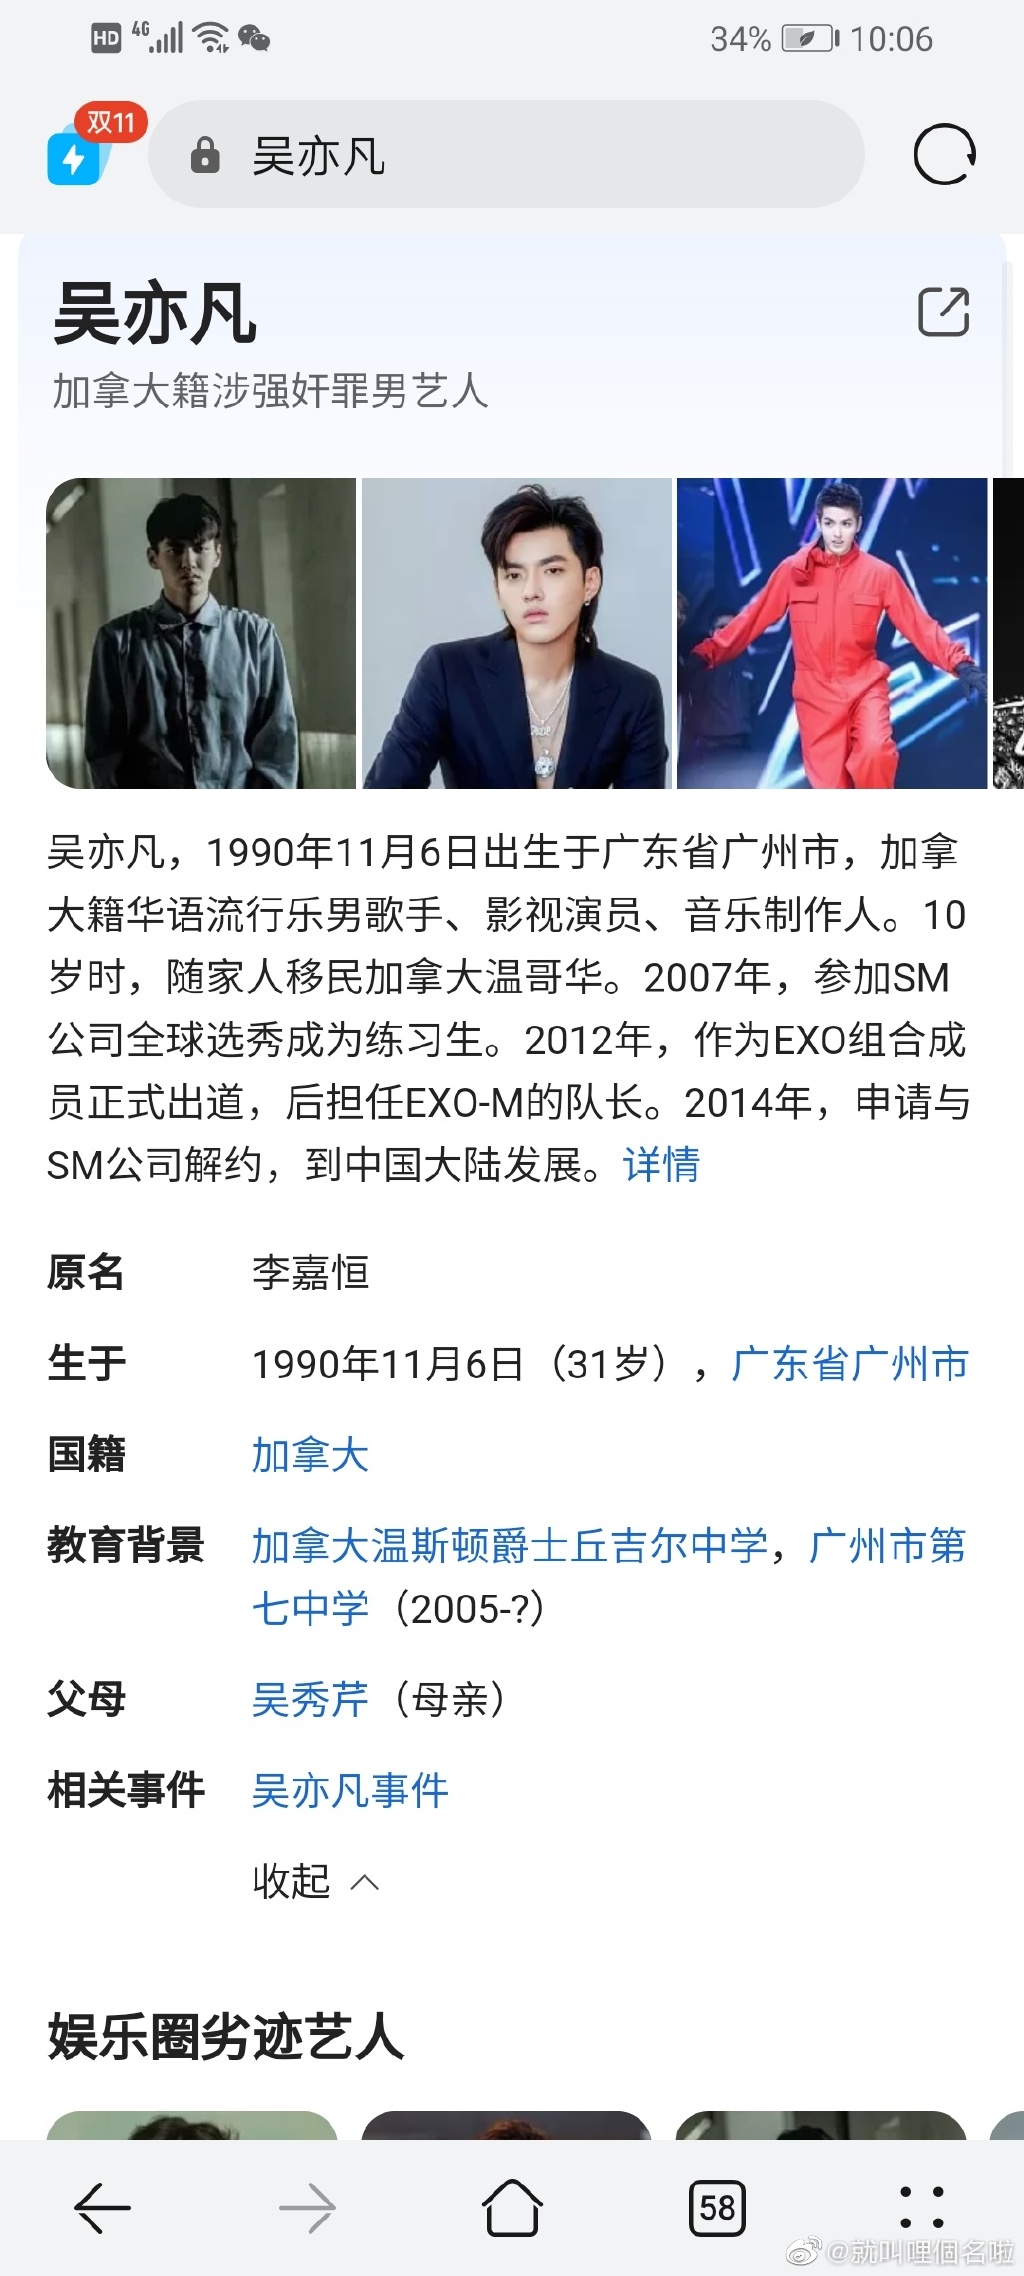 HD 4G 34% 10:06
双11
吴亦凡
吴亦凡
加拿大籍涉强奸罪男艺人
吴亦凡，1990年11月6日出生于广东省广州市，加拿
大籍华语流行乐男歌手、影视演员、音乐制作人。10
岁时，随家人移民加拿大温哥华。2007年，参加SM
公司全球选秀成为练习生。2012年，作为EXO组合成
员正式出道，后担任EXO-M的队长。2014年，申请与
SM公司解约，到中国大陆发展。详情
原名 李嘉恒
生于 1990年11月6日（31岁），广东省广州市
国籍 加拿大
教育背景 加拿大温斯顿爵士丘吉尔中学，广州市第
七中学（2005-?）
父母 吴秀芹（母亲）
相关事件 吴亦凡事件
收起
娱乐圈劣迹艺人
58
@就叫哩個名啦